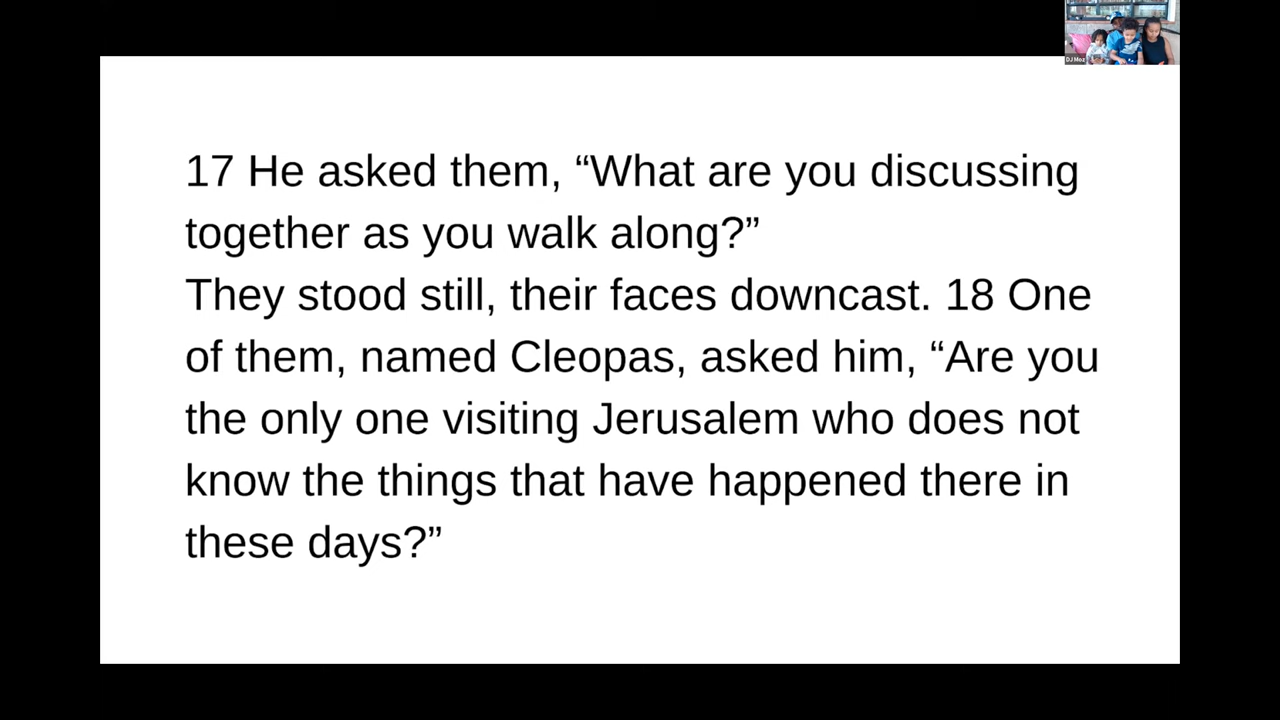 DJ Moz
17 He asked them, “What are you discussing
together as you walk along?”
They stood still, their faces downcast. 18 One
of them, named Cleopas, asked him, “Are you
the only one visiting Jerusalem who does not
know the things that have happened there in
these days?”